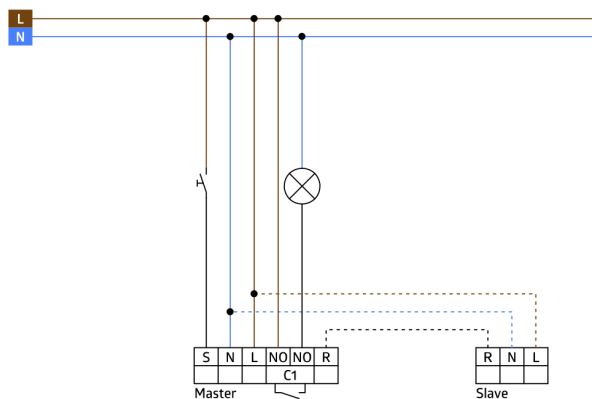 L
N
S N L NO NO R
C1
Master
R N L
Slave